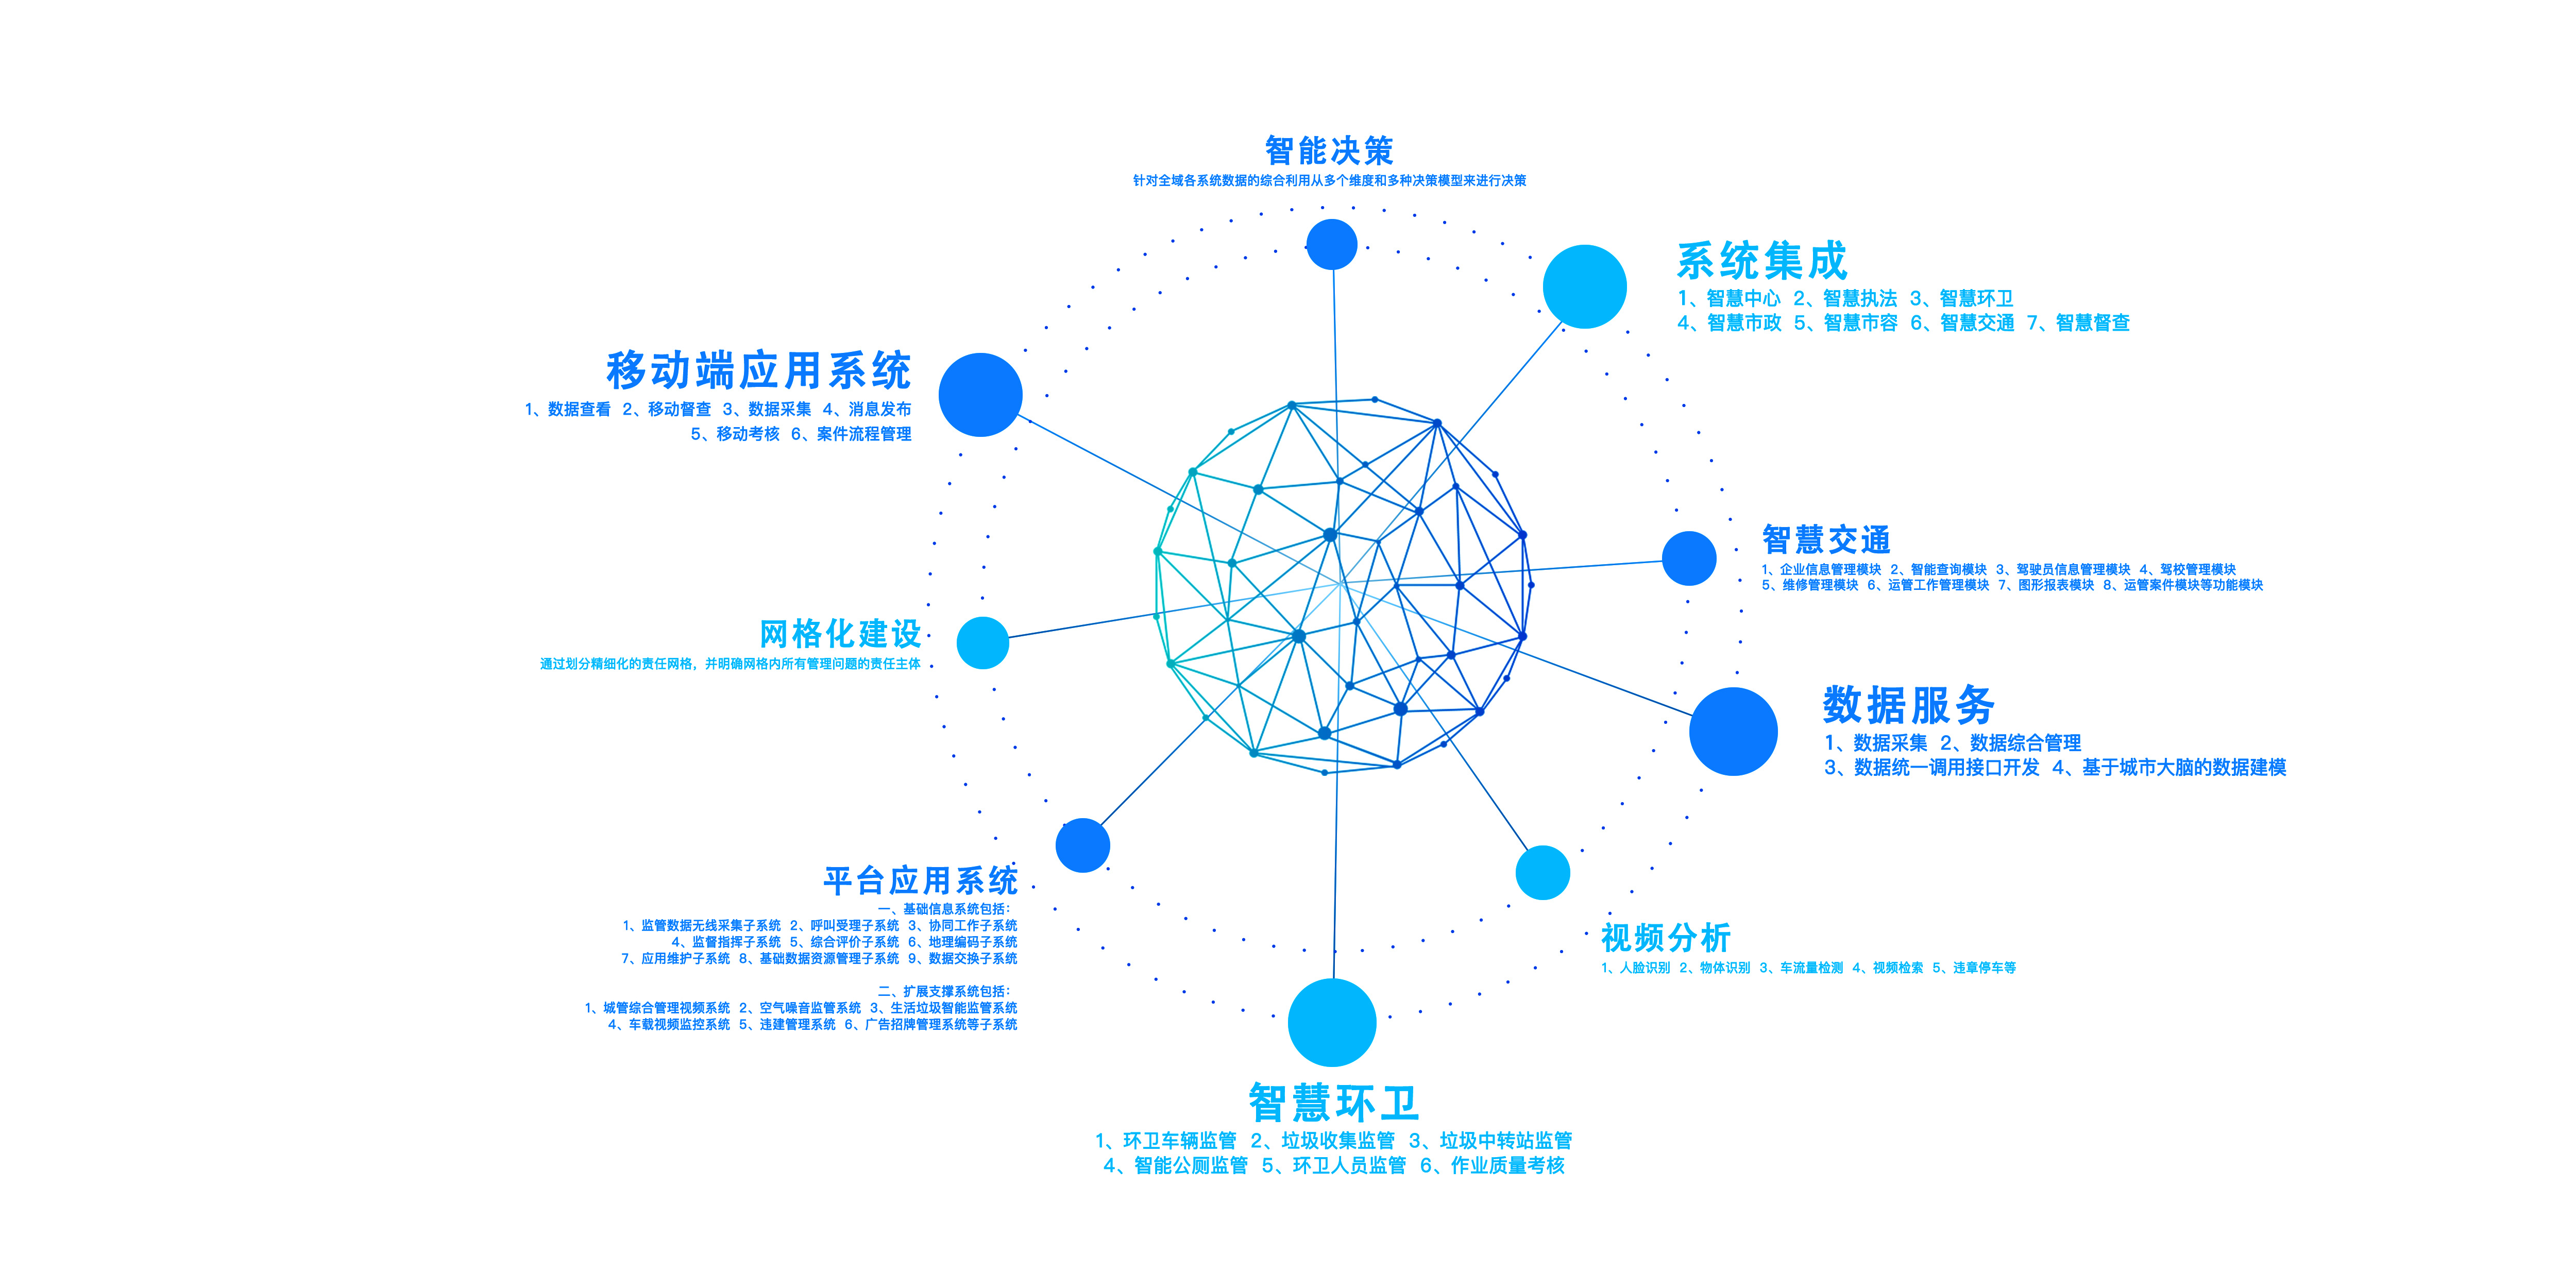 智能决策
针对全域各系统数据的综合利用从多个维度和多种决策模型来进行决策
系统集成
1、智慧中心 2、智慧执法 3、智慧环卫
4、智慧市政 5、智慧市容 6、智慧交通 7、智慧督查
移动端应用系统
1、数据查看 2、移动督查 3、数据采集 4、消息发布
5、移动考核 6、案件流程管理
智慧交通
1、企业信息管理模块 2、智能查询模块 3、驾驶员信息管理模块 4、驾校管理模块
5、维修管理模块 6、运管工作管理模块 7、图形报表模块 8、运管案件模块等功能模块
网格化建设
通过划分精细化的责任网格，并明确网格内所有管理问题的责任主体
数据服务
1、数据采集 2、数据综合管理
3、数据统一调用接口开发 4、基于城市大脑的数据建模
平台应用系统
一、基础信息系统包括：
1、监管数据无线采集子系统 2、呼叫受理子系统 3、协同工作子系统
4、监督指挥子系统 5、综合评价子系统 6、地理编码子系统
7、应用维护子系统 8、基础数据资源管理子系统 9、数据交换子系统
二、扩展支撑系统包括：
1、城管综合管理视频系统 2、空气噪音监管系统 3、生活垃圾智能监管系统
4、车载视频监控系统 5、违建管理系统 6、广告招牌管理系统等子系统
视频分析
1、人脸识别 2、物体识别 3、车流量检测 4、视频检索 5、违章停车等
智慧环卫
1、环卫车辆监管 2、垃圾收集监管 3、垃圾中转站监管
4、智能公厕监管 5、环卫人员监管 6、作业质量考核